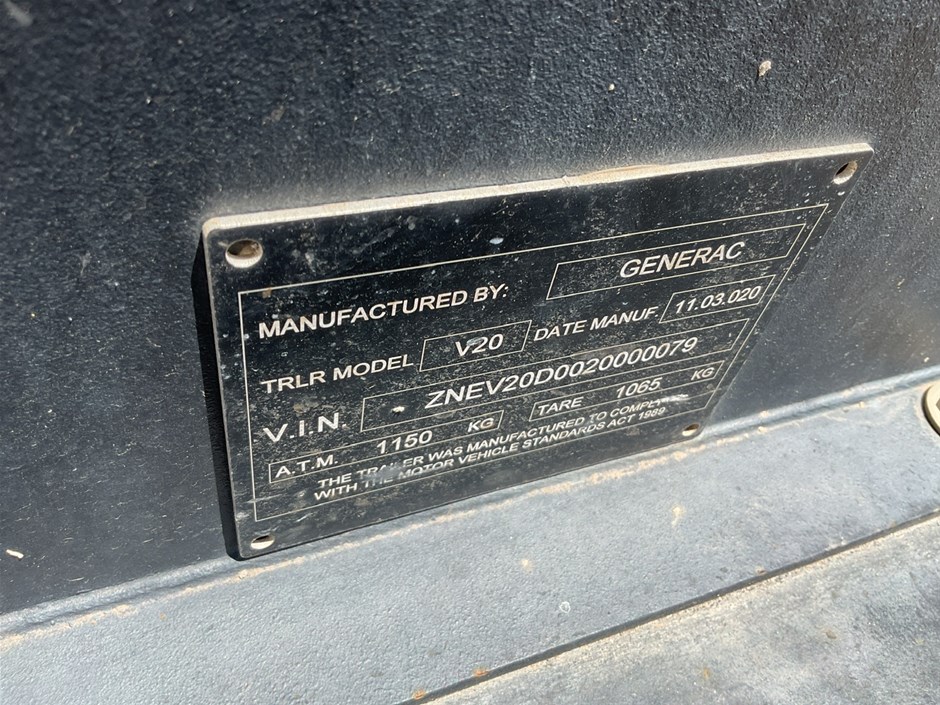 MANUFACTURED BY: GENERAC
TRLR MODEL V20 DATE MANUF. 11.03.020
V.I.N. ZNEV20D0020000079
A.T.M. 1150 KG TARE 1065 KG
THE TRAILER WAS MANUFACTURED TO COMPLY
WITH THE MOTOR VEHICLE STANDARDS ACT 1989